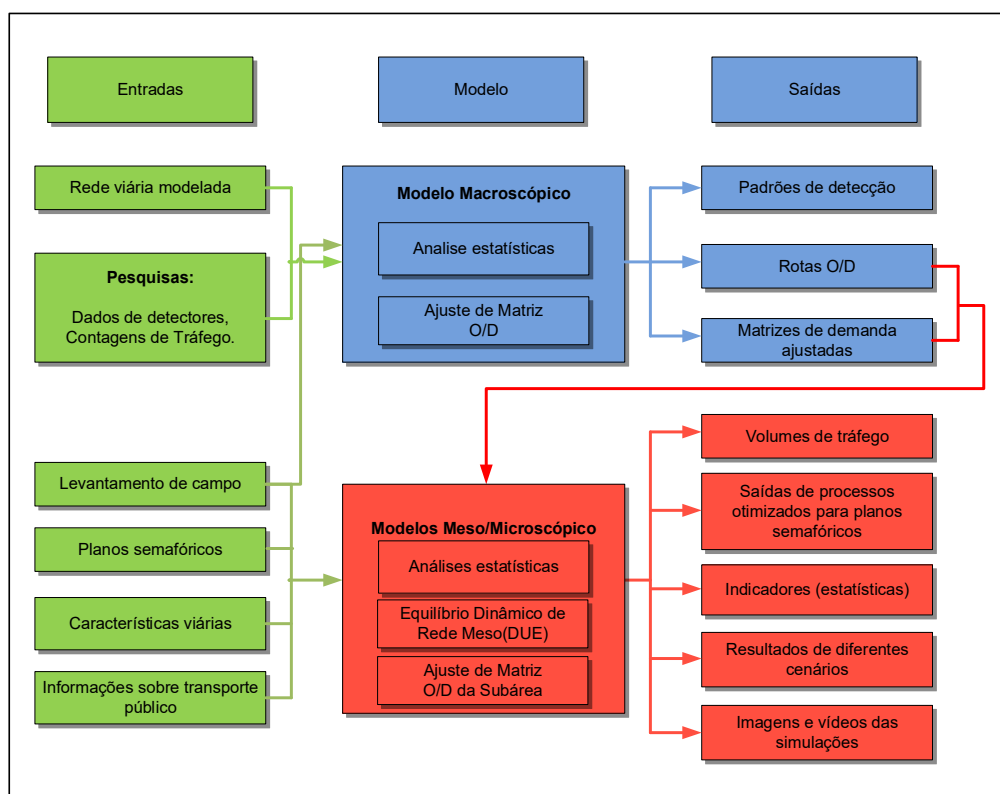 Entradas
Modelo
Saídas
Rede viária modelada
Pesquisas:
Dados de detectores,
Contagens de Tráfego.
Levantamento de campo
Planos semafóricos
Características viárias
Informações sobre transporte
público
Modelo Macroscópico
Analise estatísticas
Ajuste de Matriz
O/D
Modelos Meso/Microscópico
Análises estatísticas
Equilíbrio Dinâmico de
Rede Meso(DUE)
Ajuste de Matriz
O/D da Subárea
Padrões de detecção
Rotas O/D
Matrizes de demanda
ajustadas
Volumes de tráfego
Saídas de processos
otimizados para planos
semafóricos
Indicadores (estatísticas)
Resultados de diferentes
cenários
Imagens e vídeos das
simulações